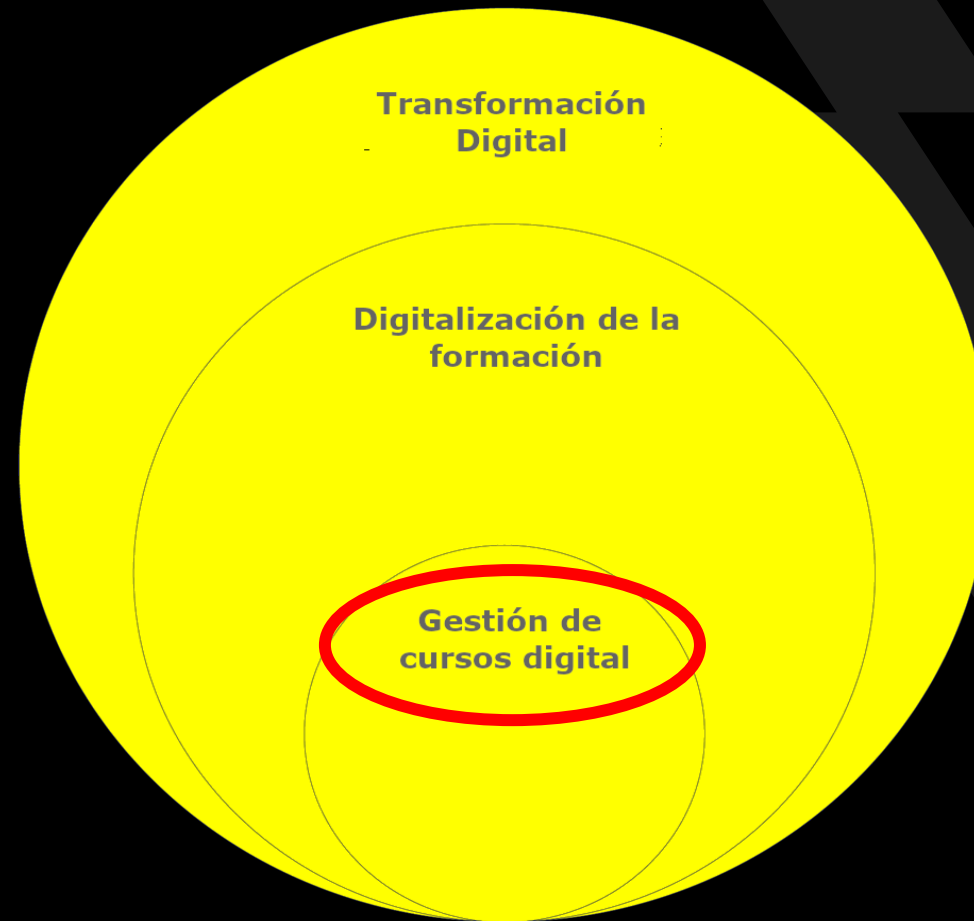 Transformación
Digital
Digitalización de la
formación
Gestión de
cursos digital